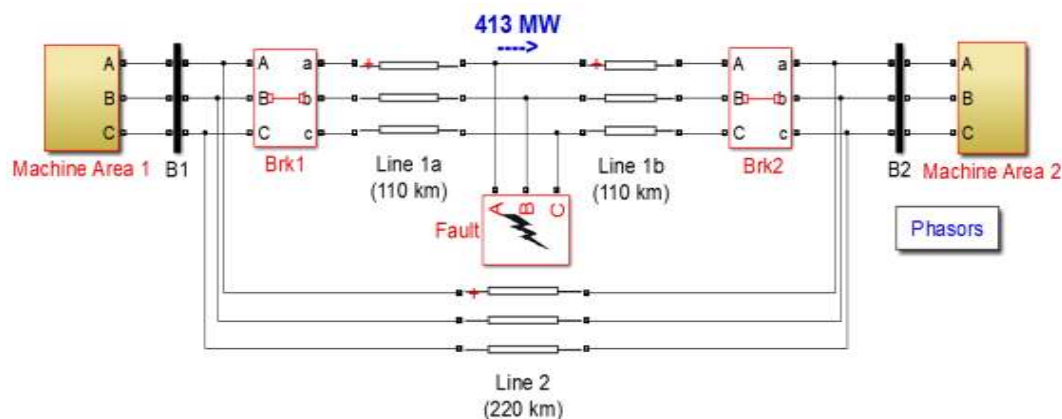 413 MW
---->
A
B
C
Machine Area 1
B1
A
B
C
a
b
c
Brk1
Line 1a
(110 km)
A
B
C
Fault
Line 1b
(110 km)
A
B
C
a
b
c
Brk2
B2
A
B
C
Machine Area 2
Phasors
Line 2
(220 km)